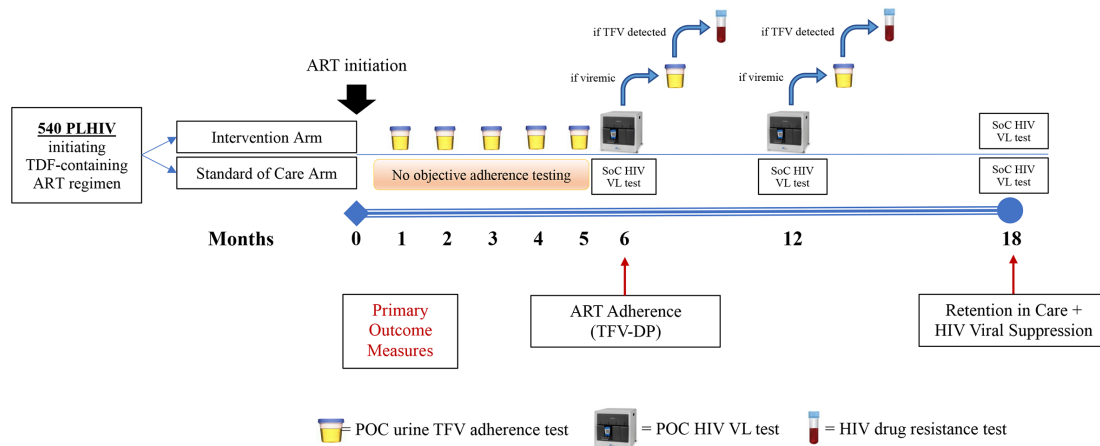 if TFV detected
if TFV detected
ART initiation
if viremic
if viremic
540 PLHIV
initiating
TDF-containing
ART regimen
Intervention Arm
Standard of Care Arm
No objective adherence testing
SoC HIV
VL test
SoC HIV
VL test
SoC HIV
VL test
SoC HIV
VL test
Months 0 1 2 3 4 5 6 12 18
Primary
Outcome
Measures
ART Adherence
(TFV-DP)
Retention in Care +
HIV Viral Suppression
= POC urine TFV adherence test = POC HIV VL test = HIV drug resistance test